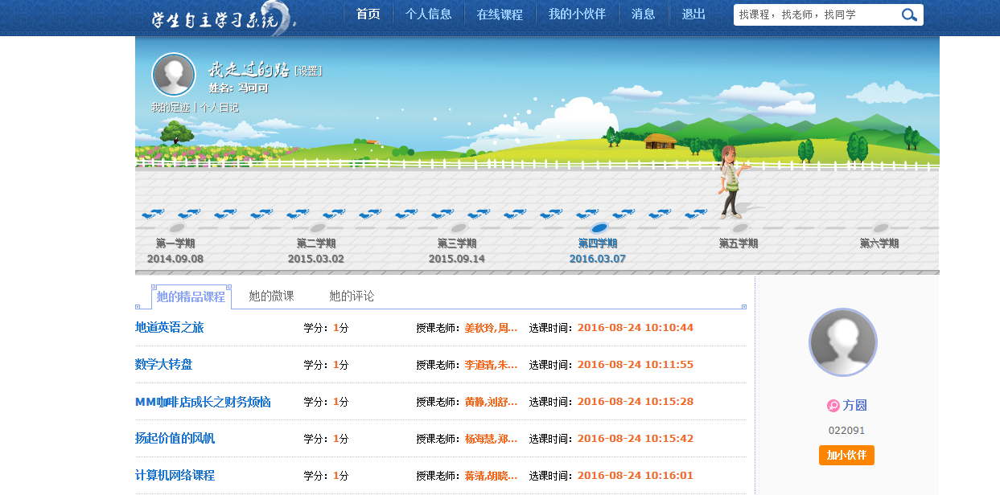 学生自主学习系统 首页 个人信息 在线课程 我的小伙伴 消息 退出 找课程，找老师，找同学
我走过的路 [设置]
姓名: 冯可可
我的足迹 | 个人日记
第一学期 第二学期 第三学期 第四学期 第五学期 第六学期
2014.09.08 2015.03.02 2015.09.14 2016.03.07
她的精品课程 她的微课 她的评论
地道英语之旅 学分：1分 授课老师：姜秋玲,周... 选课时间：2016-08-24 10:10:44
数学大转盘 学分：1分 授课老师：李道清,朱... 选课时间：2016-08-24 10:11:55
MM咖啡店成长之财务烦恼 学分：1分 授课老师：黄静,刘舒... 选课时间：2016-08-24 10:15:28
扬起价值的风帆 学分：1分 授课老师：杨海慧,郑... 选课时间：2016-08-24 10:15:42
计算机网络课程 学分：1分 授课老师：蒋靖,胡晓... 选课时间：2016-08-24 10:16:01
方圆
022091
加小伙伴